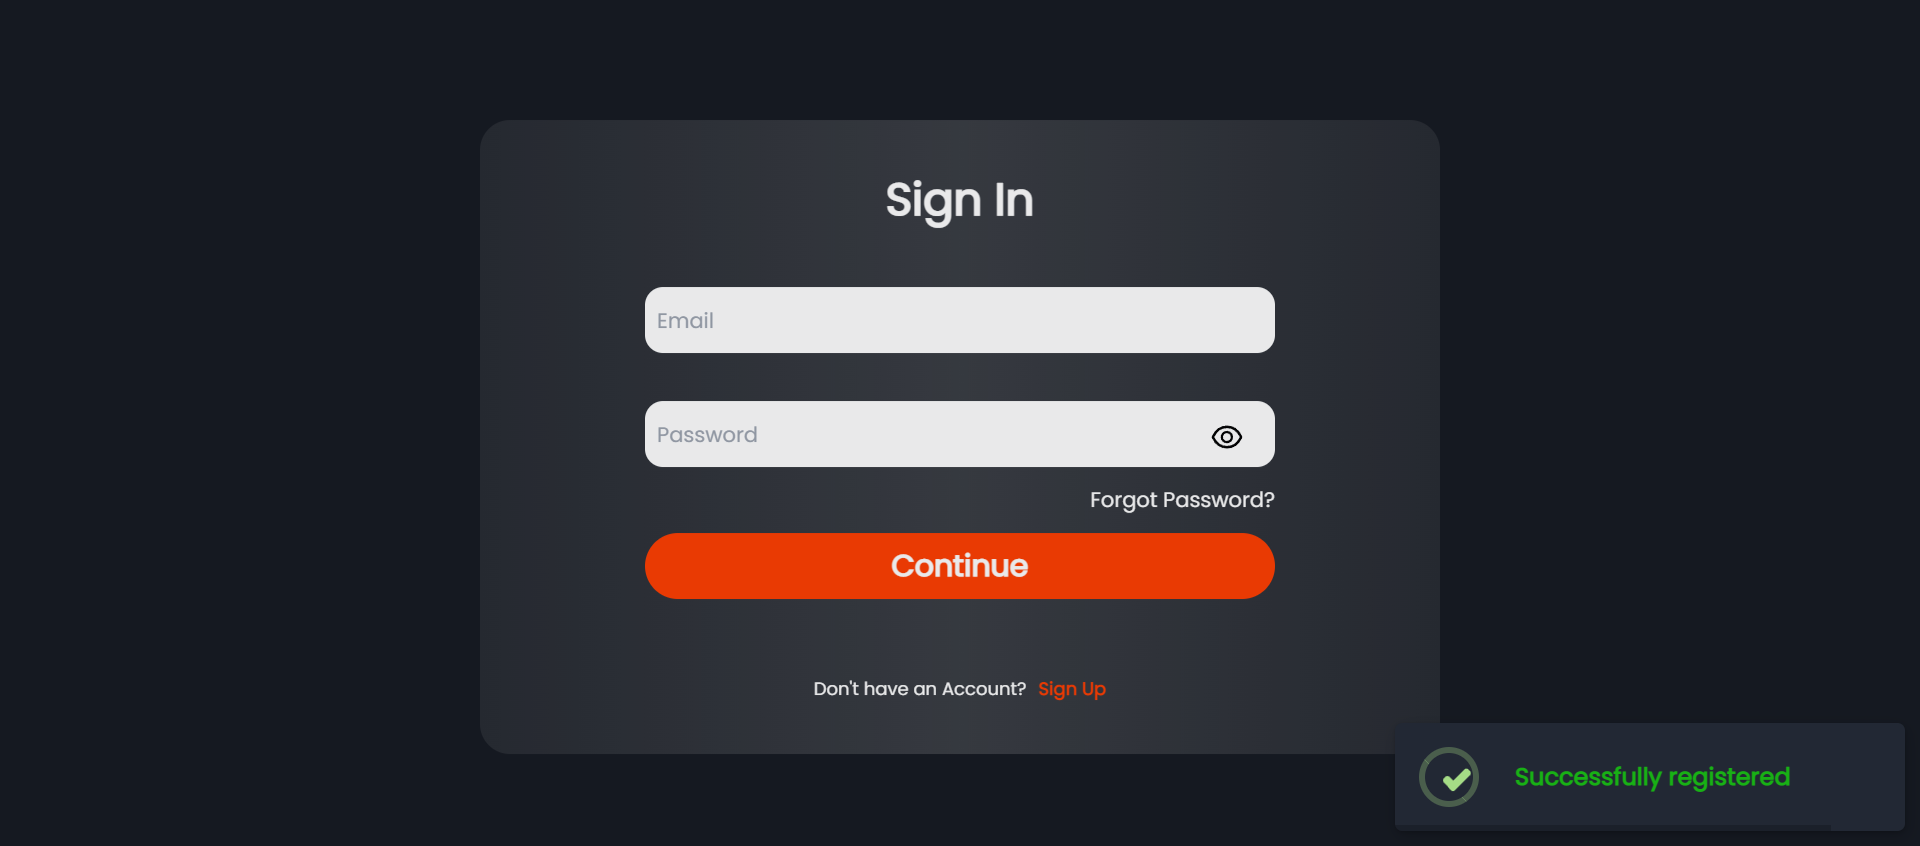 Sign In
Email
Password
Forgot Password?
Continue
Don't have an Account? Sign Up
Successfully registered